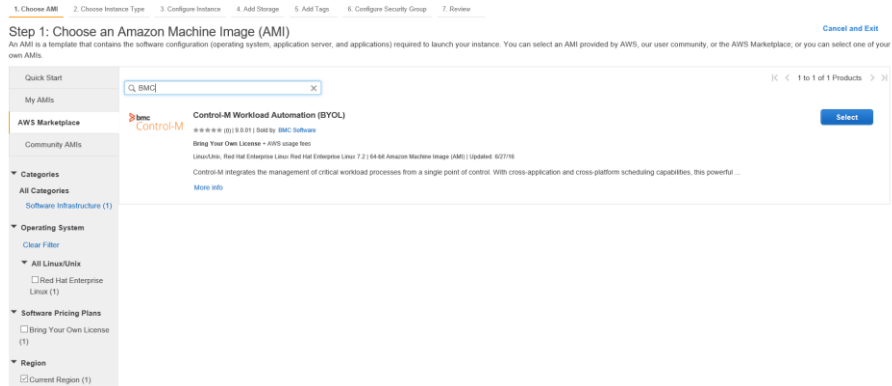 1. Choose AMI 2. Choose Instance Type 3. Configure Instance 4. Add Storage 5. Add Tags 6. Configure Security Group 7. Review
Step 1: Choose an Amazon Machine Image (AMI)
Cancel and Exit
An AMI is a template that contains the software configuration (operating system, application server, and applications) required to launch your instance. You can select an AMI provided by AWS, our user community, or the AWS Marketplace; or you can select one of your
own AMIs.
Quick Start
My AMIs
AWS Marketplace
Community AMIs
Categories
All Categories
Software Infrastructure (1)
Operating System
Clear Filter
All Linux/Unix
Red Hat Enterprise
Linux (1)
Software Pricing Plans
Bring Your Own License
(1)
Region
Current Region (1)
BMC
1 to 1 of 1 Products
bmc
Control-M
Control-M Workload Automation (BYOL)
(0) | 9.0.01 | Sold by BMC Software
Bring Your Own License + AWS usage fees
Linux/Unix, Red Hat Enterprise Linux Red Hat Enterprise Linux 7.2 | 64-bit Amazon Machine Image (AMI) | Updated: 6/27/16
Control-M integrates the management of critical workload processes from a single point of control. With cross-application and cross-platform scheduling capabilities, this powerful ...
More info
Select